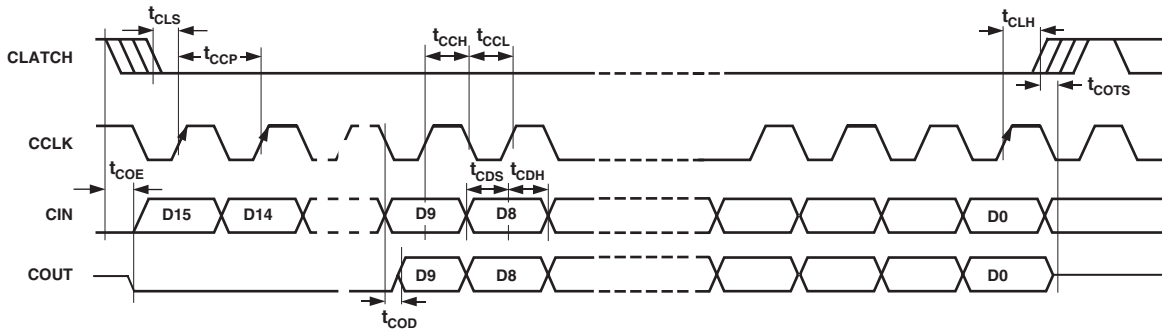 tCLS
tCLH
tCCH tCCL
CLATCH
tCCP
tCOTS
CCLK
tCOE
tCDS tCDH
CIN
D15 D14 D9 D8 D0
COUT
D9 D8 D0
tCOD